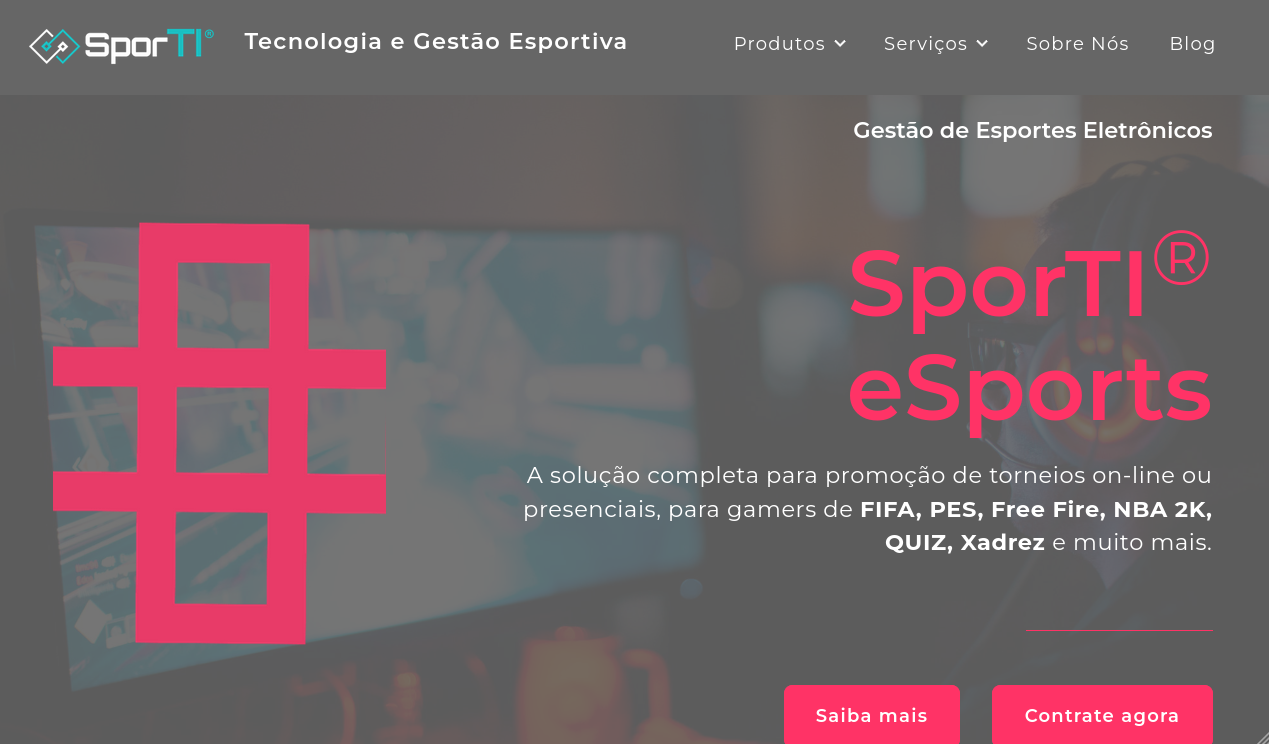 SporTI®
Tecnologia e Gestão Esportiva
Produtos
Serviços
Sobre Nós
Blog
Gestão de Esportes Eletrônicos
SporTI®
eSports
A solução completa para promoção de torneios on-line ou
presenciais, para gamers de FIFA, PES, Free Fire, NBA 2K,
QUIZ, Xadrez e muito mais.
Saiba mais
Contrate agora